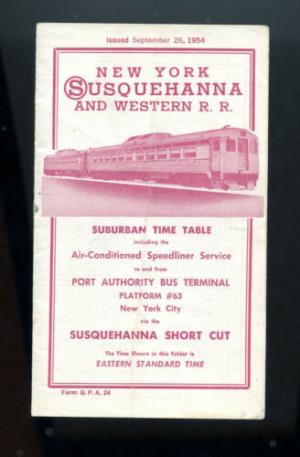 Issued September 26, 1954
NEW YORK
SUSQUEHANNA
AND WESTERN R. R.
SUBURBAN TIME TABLE
including the
Air-Conditioned Speedliner Service
to and from
PORT AUTHORITY BUS TERMINAL
PLATFORM #63
New York City
via the
SUSQUEHANNA SHORT CUT
The Time Shown in this Folder is
EASTERN STANDARD TIME
Form G. P. A. 24